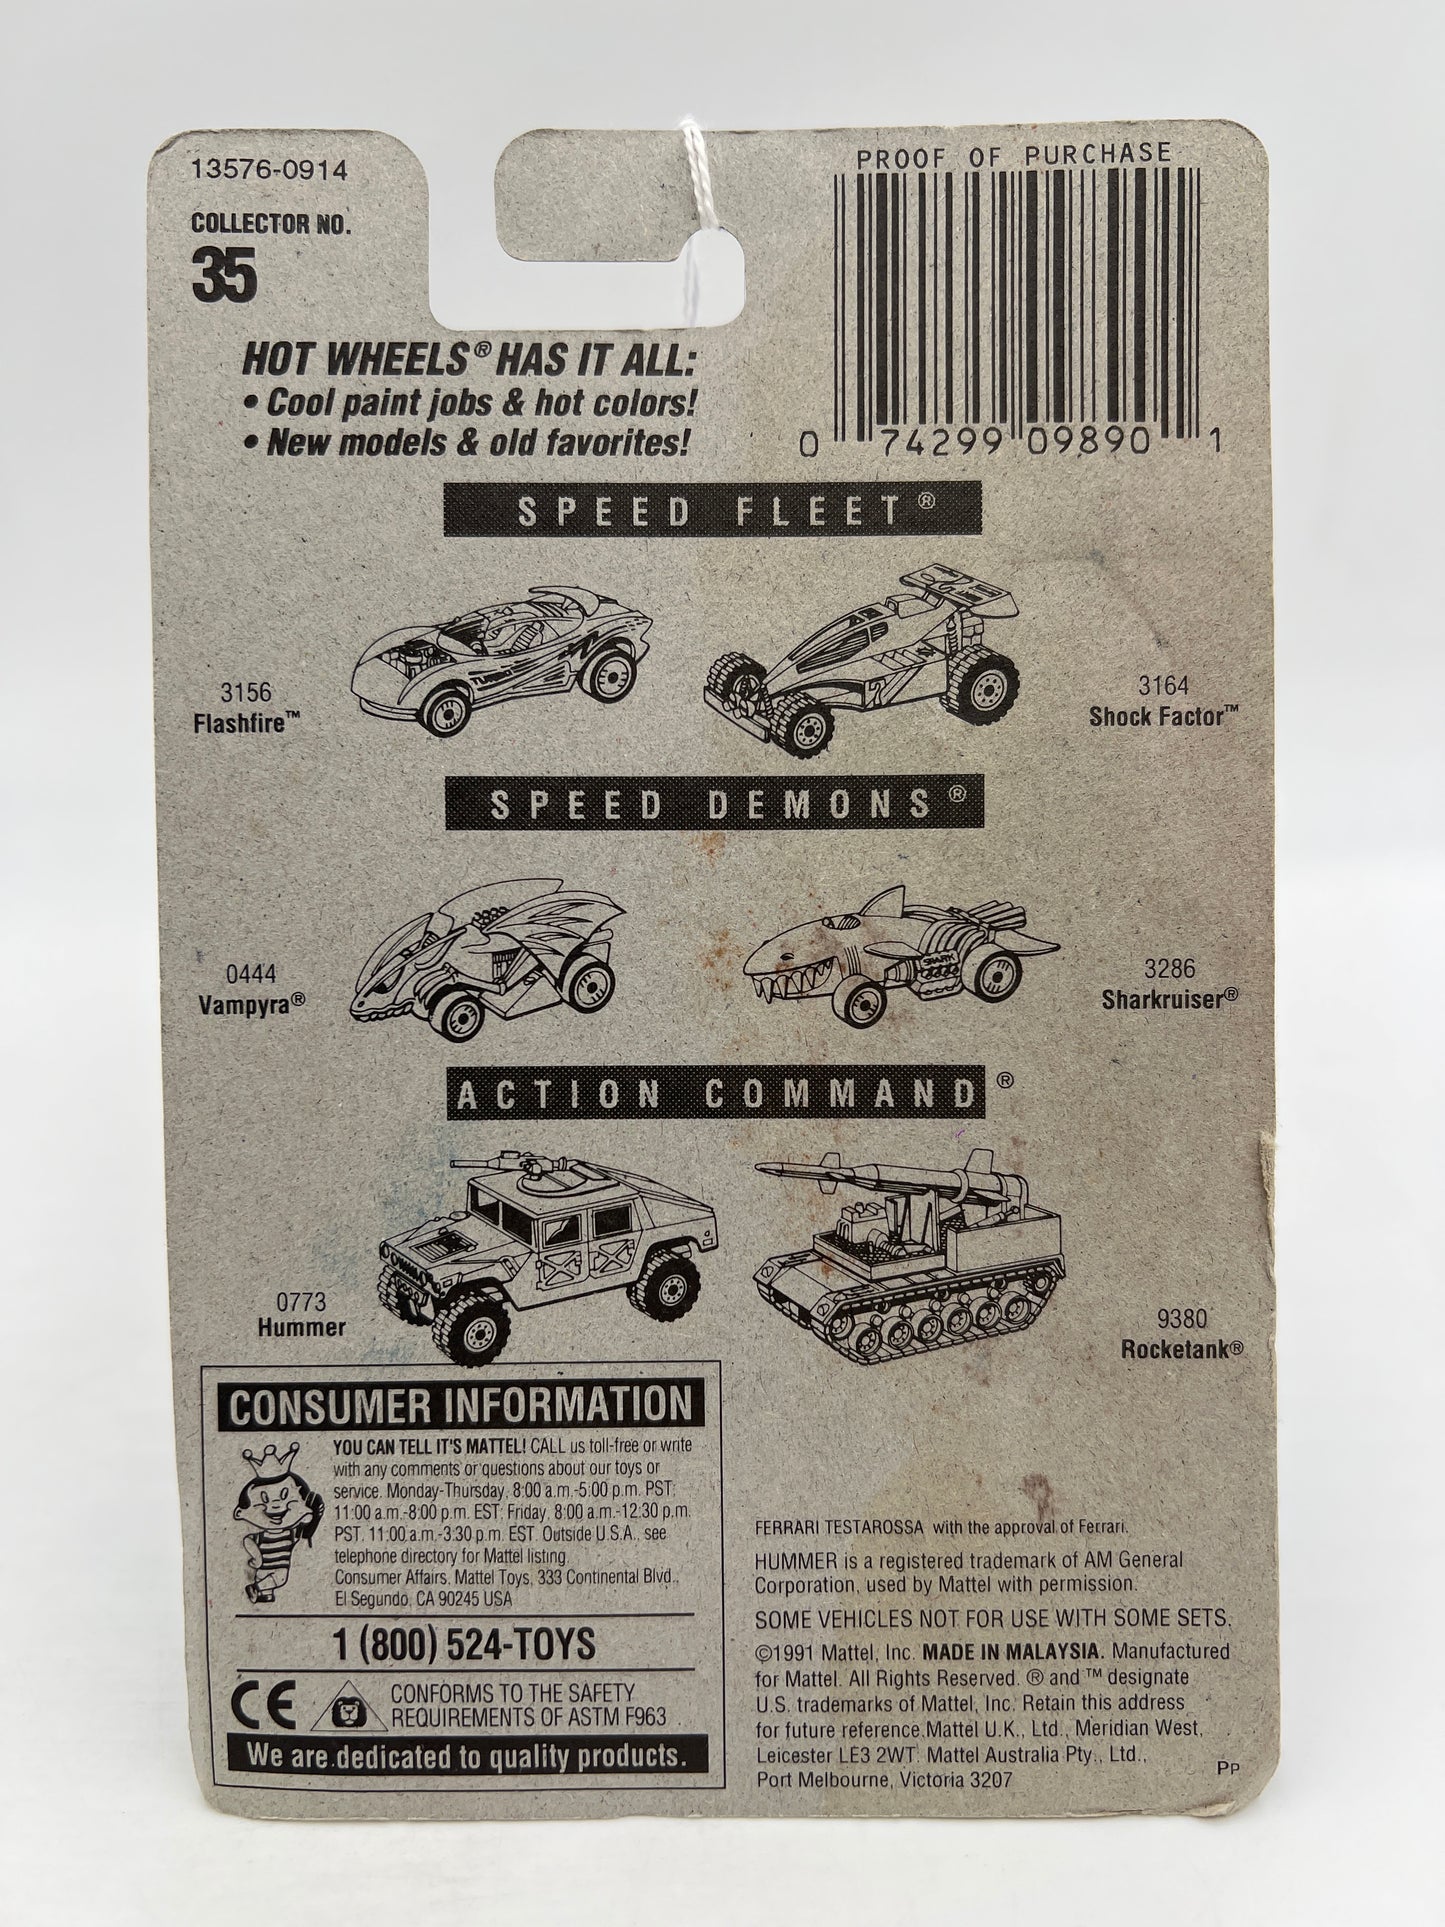 13576-0914
COLLECTOR NO.
35
PROOF OF PURCHASE
0 74299 09890 1
HOT WHEELS® HAS IT ALL:
• Cool paint jobs & hot colors!
• New models & old favorites!
SPEED FLEET®
TURBO
3156
Flashfire™
3164
Shock Factor™
SPEED DEMONS®
0444
Vampyra®
SHARK
3286
Sharkruiser®
ACTION COMMAND®
0773
Hummer
9380
Rocketank®
CONSUMER INFORMATION
YOU CAN TELL IT'S MATTEL! CALL us toll-free or write
with any comments or questions about our toys or
service. Monday-Thursday, 8:00 a.m.-5:00 p.m. PST;
11:00 a.m.-8:00 p.m. EST; Friday, 8:00 a.m.-12:30 p.m.
PST, 11:00 a.m.-3:30 p.m. EST. Outside U.S.A., see
telephone directory for Mattel listing.
Consumer Affairs, Mattel Toys, 333 Continental Blvd.,
El Segundo, CA 90245 USA
1 (800) 524-TOYS
CE
CONFORMS TO THE SAFETY
REQUIREMENTS OF ASTM F963
We are dedicated to quality products.
FERRARI TESTAROSSA with the approval of Ferrari.
HUMMER is a registered trademark of AM General
Corporation, used by Mattel with permission.
SOME VEHICLES NOT FOR USE WITH SOME SETS.
©1991 Mattel, Inc. MADE IN MALAYSIA. Manufactured
for Mattel. All Rights Reserved. ® and ™ designate
U.S. trademarks of Mattel, Inc. Retain this address
for future reference. Mattel U.K., Ltd., Meridian West,
Leicester LE3 2WT. Mattel Australia Pty., Ltd.,
Port Melbourne, Victoria 3207
PP